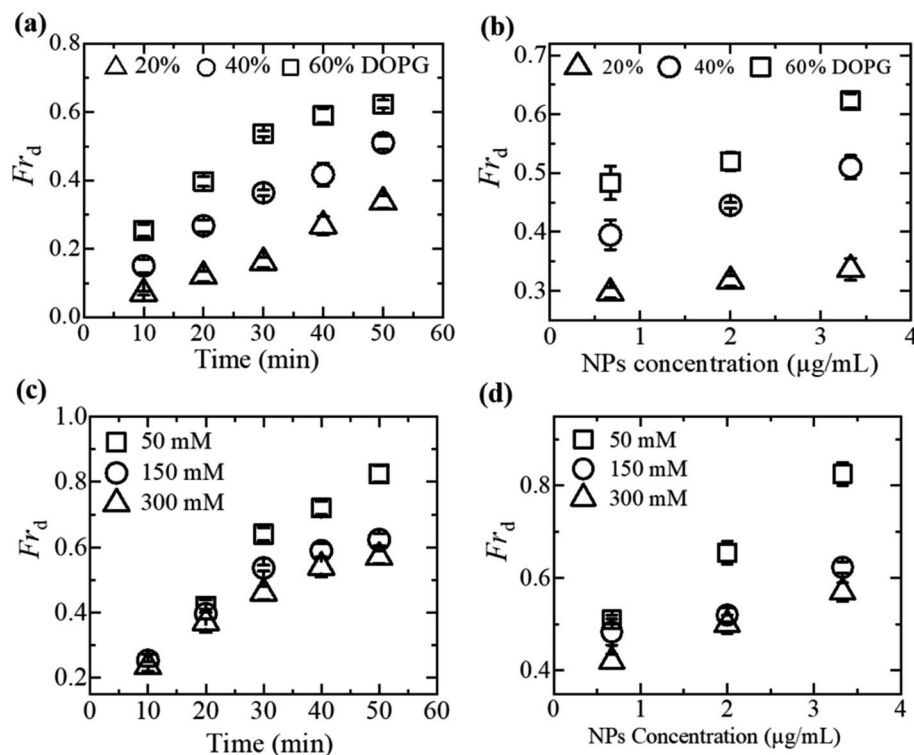 (a)
0.8
0.6
0.4
0.2
0.0
Fr_d
20% 40% 60% DOPG
0 10 20 30 40 50 60
Time (min)
(b)
0.7
0.6
0.5
0.4
0.3
Fr_d
20% 40% 60% DOPG
0 1 2 3 4
NPs concentration (µg/mL)
(c)
1.0
0.8
0.6
0.4
0.2
Fr_d
50 mM
150 mM
300 mM
0 10 20 30 40 50 60
Time (min)
(d)
0.8
0.6
0.4
Fr_d
50 mM
150 mM
300 mM
0 1 2 3 4
NPs Concentration (µg/mL)